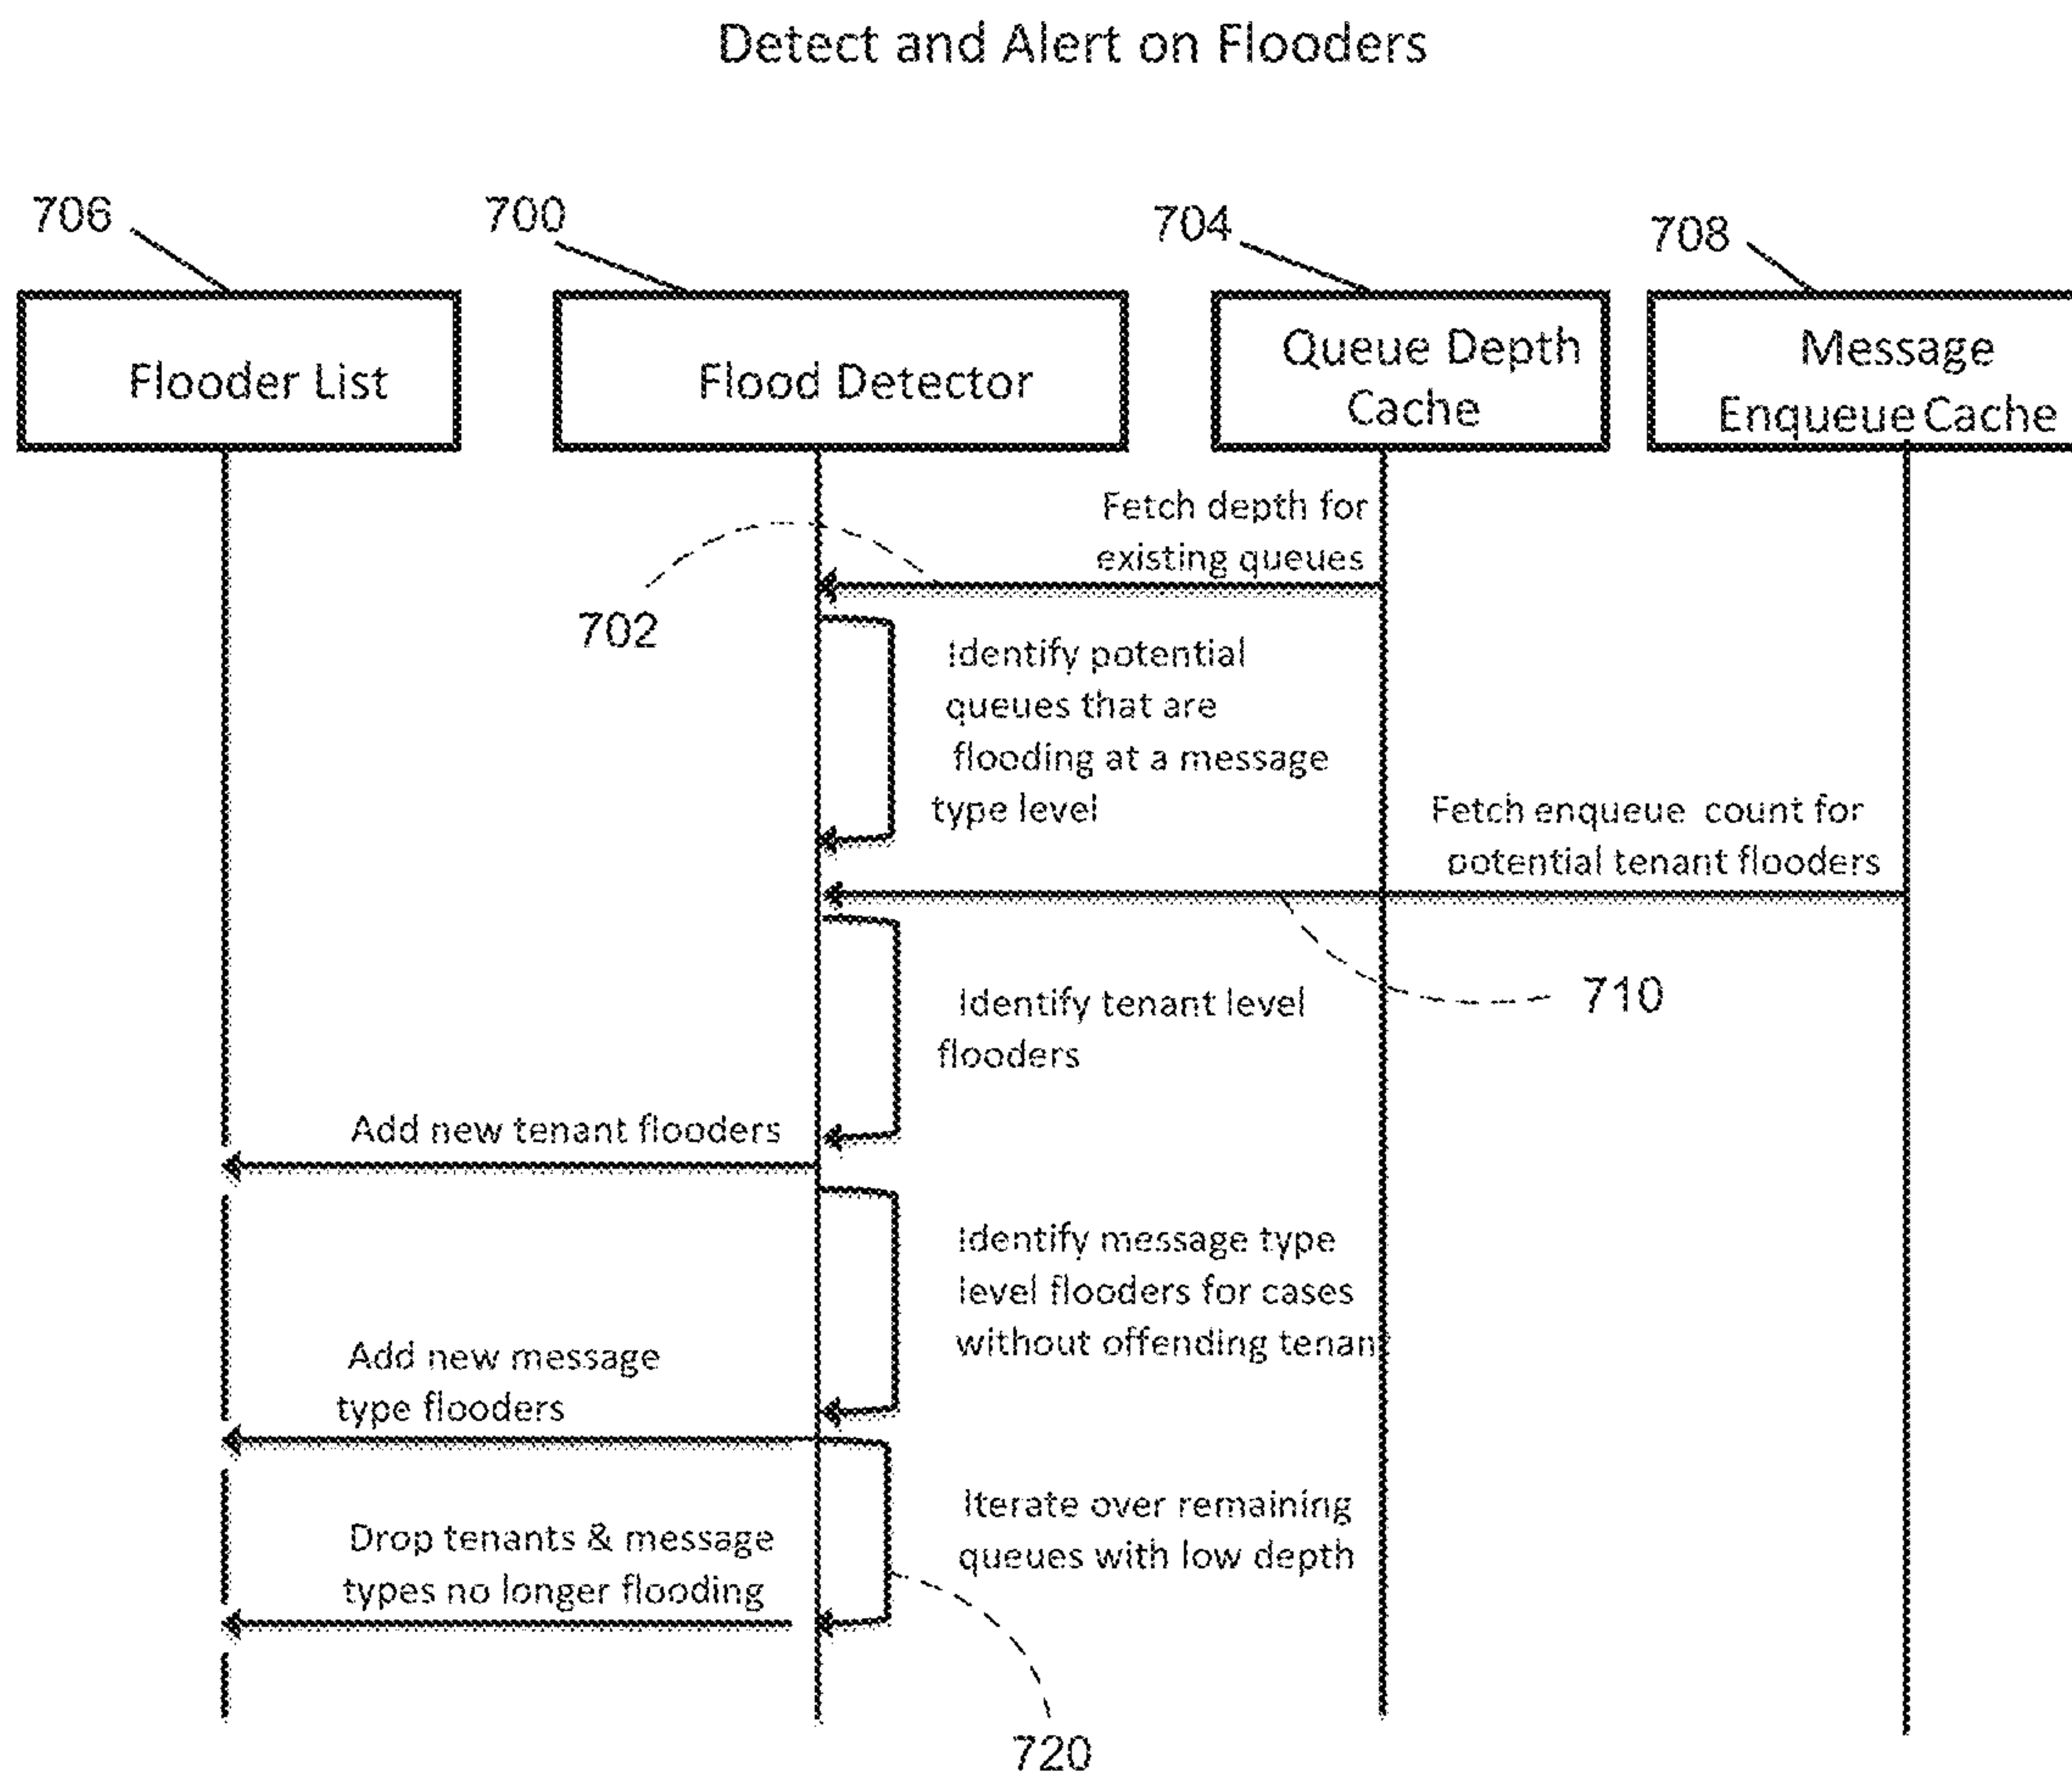 Detect and Alert on Flooders
706
700
704
708
Flooder List
Flood Detector
Queue Depth
Cache
Message
Enqueue Cache
Fetch depth for
existing queues
702
Identify potential
queues that are
flooding at a message
type level
Fetch enqueue count for
potential tenant flooders
710
Identify tenant level
flooders
Add new tenant flooders
Identify message type
level flooders for cases
without offending tenant
Add new message
type flooders
Iterate over remaining
queues with low depth
Drop tenants & message
types no longer flooding
720